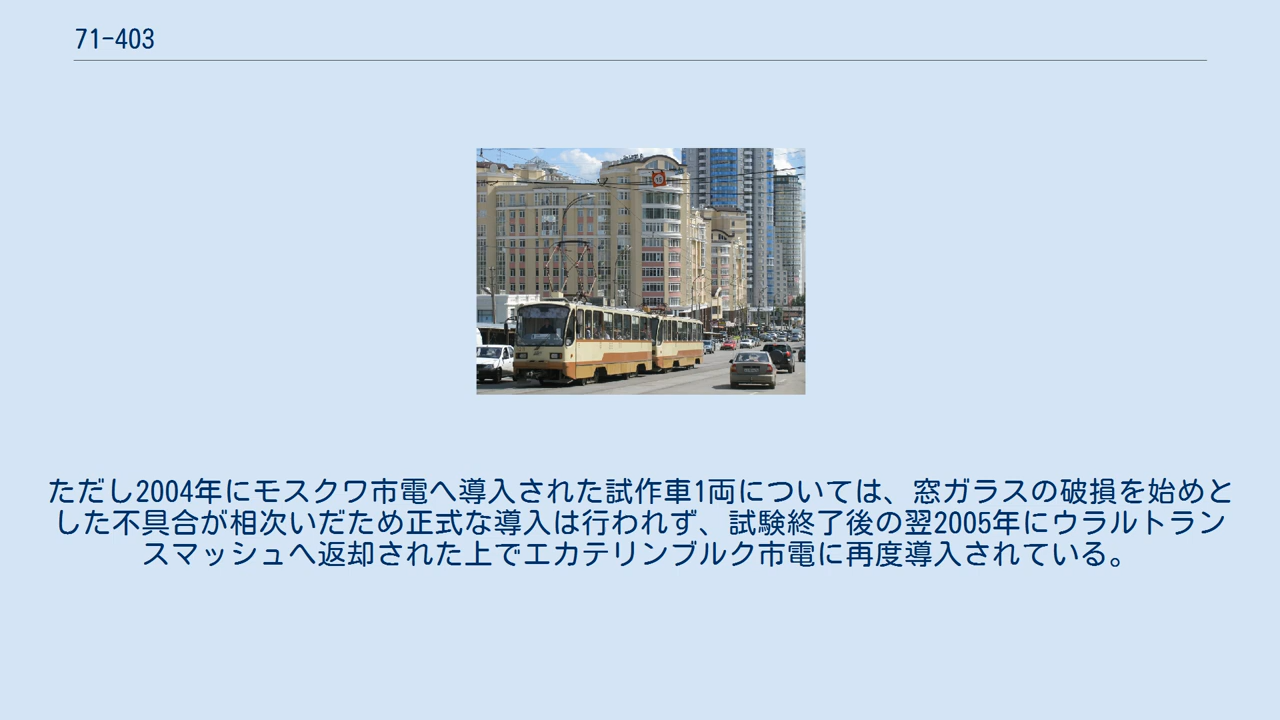 71-403
ただし2004年にモスクワ市電へ導入された試作車1両については、窓ガラスの破損を始めと
した不具合が相次いだため正式な導入は行われず、試験終了後の翌2005年にウラルトラン
スマッシュへ返却された上でエカテリンブルク市電に再度導入されている。